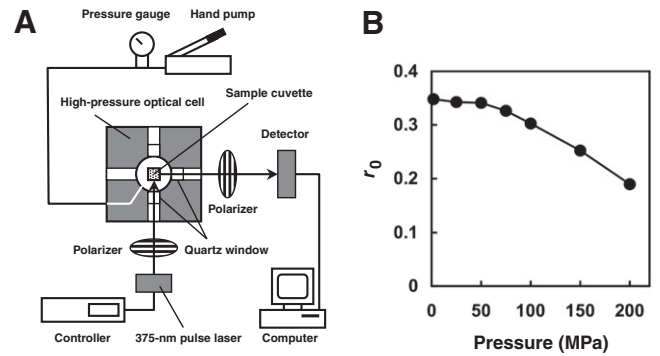 A
Pressure gauge
Hand pump
High-pressure optical cell
Sample cuvette
Detector
Polarizer
Polarizer
Quartz window
Controller
375-nm pulse laser
Computer
B
0.4
0.3
0.2
0.1
0
r0
0 50 100 150 200
Pressure (MPa)